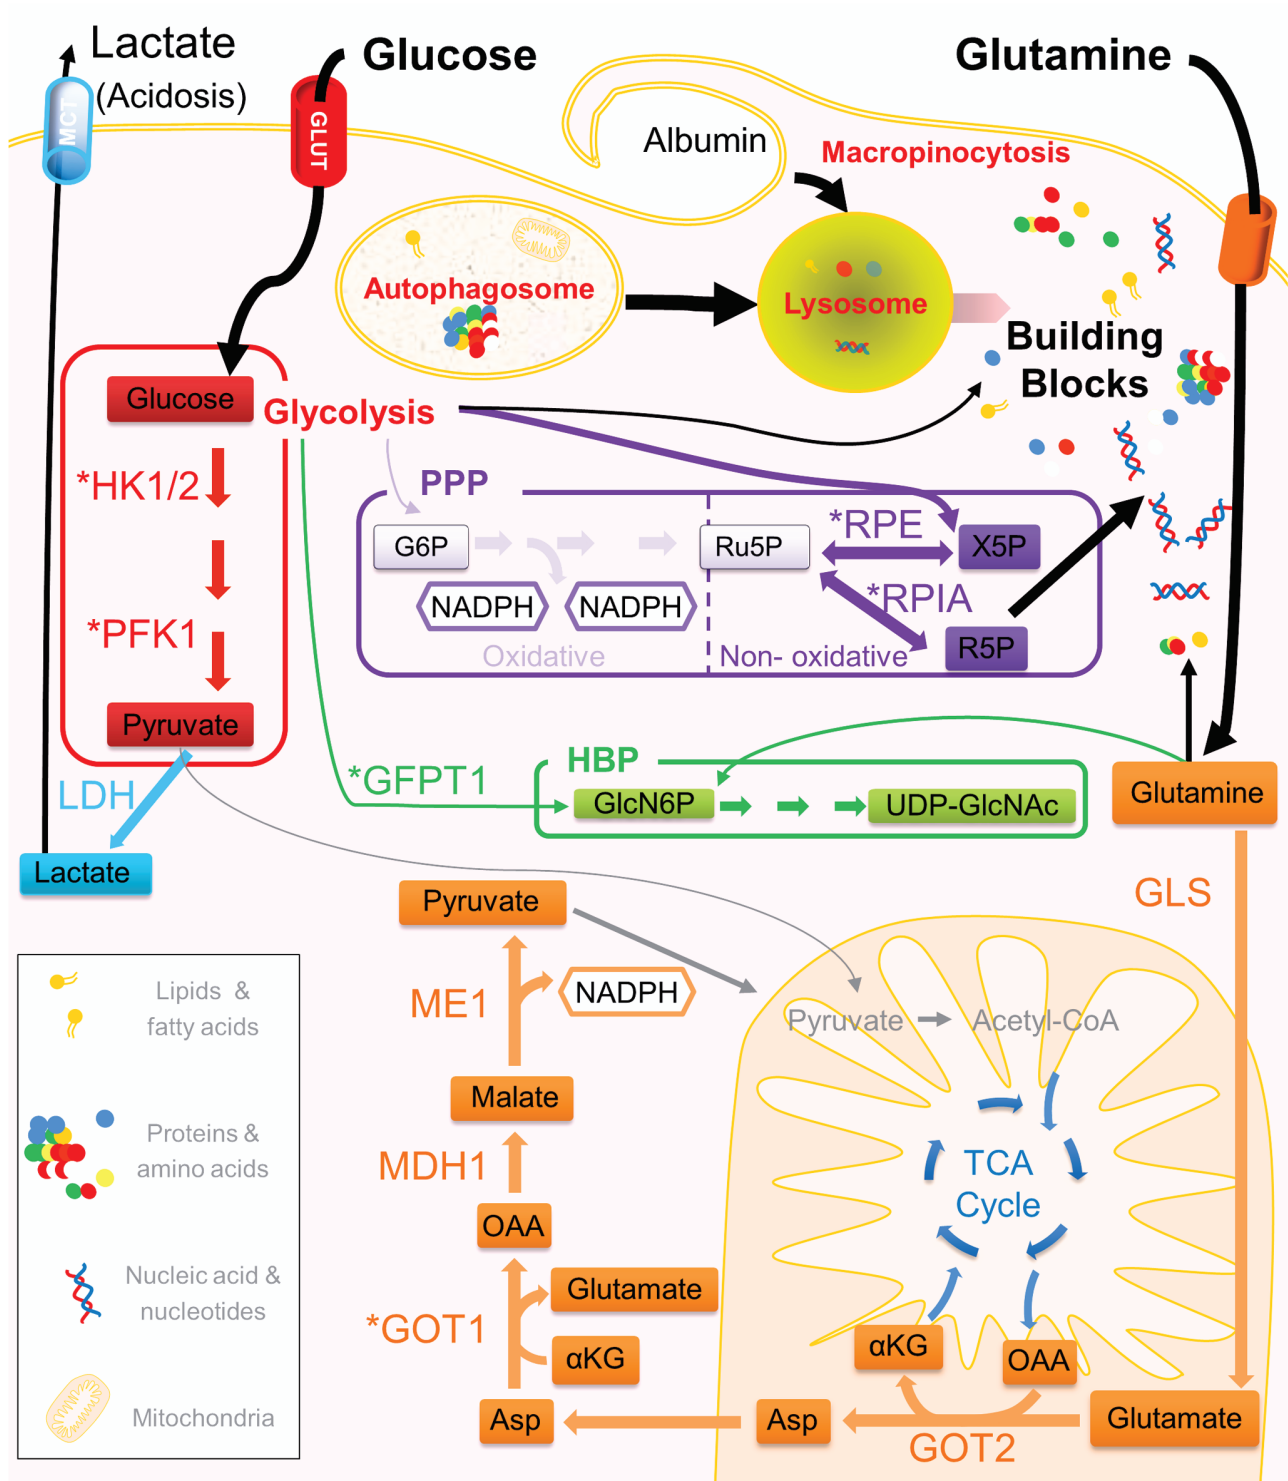 Lactate
(Acidosis)
MCT
GLUT
Glucose
Glutamine
Albumin
Macropinocytosis
Autophagosome
Lysosome
Building
Blocks
Glucose
Glycolysis
*HK1/2
*PFK1
Pyruvate
LDH
Lactate
PPP
G6P
Ru5P
*RPE
X5P
*RPIA
R5P
NADPH
NADPH
Oxidative
Non- oxidative
*GFPT1
HBP
GlcN6P
UDP-GlcNAc
Glutamine
GLS
Pyruvate
ME1
NADPH
Malate
MDH1
OAA
Glutamate
*GOT1
αKG
Asp
Pyruvate
Acetyl-CoA
TCA
Cycle
αKG
OAA
Asp
GOT2
Glutamate
Lipids &
fatty acids
Proteins &
amino acids
Nucleic acid &
nucleotides
Mitochondria